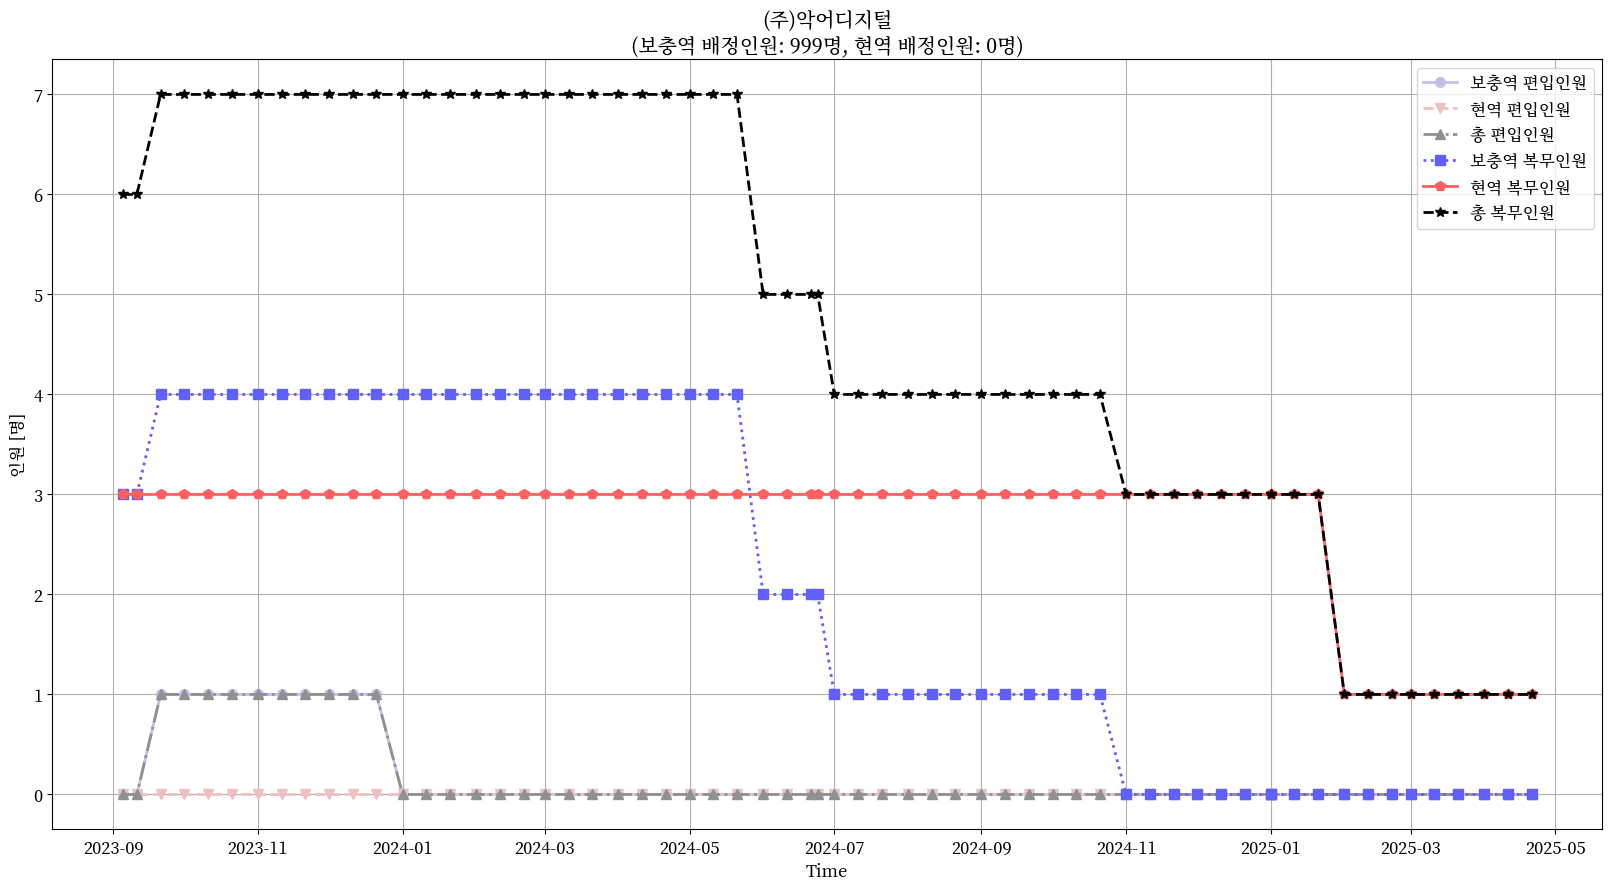 (주)악어디지털
(보충역 배정인원: 999명, 현역 배정인원: 0명)
보충역 편입인원
현역 편입인원
총 편입인원
보충역 복무인원
현역 복무인원
총 복무인원
인원 [명]
7
6
5
4
3
2
1
0
2023-09 2023-11 2024-01 2024-03 2024-05 2024-07 2024-09 2024-11 2025-01 2025-03 2025-05
Time